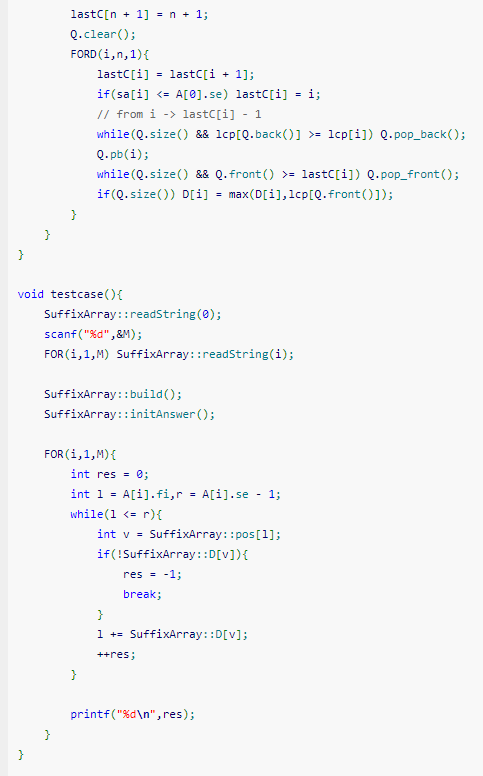 lastC[n + 1] = n + 1;
Q.clear();
FORD(i,n,1){
lastC[i] = lastC[i + 1];
if(sa[i] <= A[0].se) lastC[i] = i;
// from i -> lastC[i] - 1
while(Q.size() && lcp[Q.back()] >= lcp[i]) Q.pop_back();
Q.pb(i);
while(Q.size() && Q.front() >= lastC[i]) Q.pop_front();
if(Q.size()) D[i] = max(D[i],lcp[Q.front()]);
}
}
}
void testcase(){
SuffixArray::readString(0);
scanf("%d",&M);
FOR(i,1,M) SuffixArray::readString(i);
SuffixArray::build();
SuffixArray::initAnswer();
FOR(i,1,M){
int res = 0;
int l = A[i].fi,r = A[i].se - 1;
while(l <= r){
int v = SuffixArray::pos[l];
if(!SuffixArray::D[v]){
res = -1;
break;
}
l += SuffixArray::D[v];
++res;
}
printf("%d\n",res);
}
}